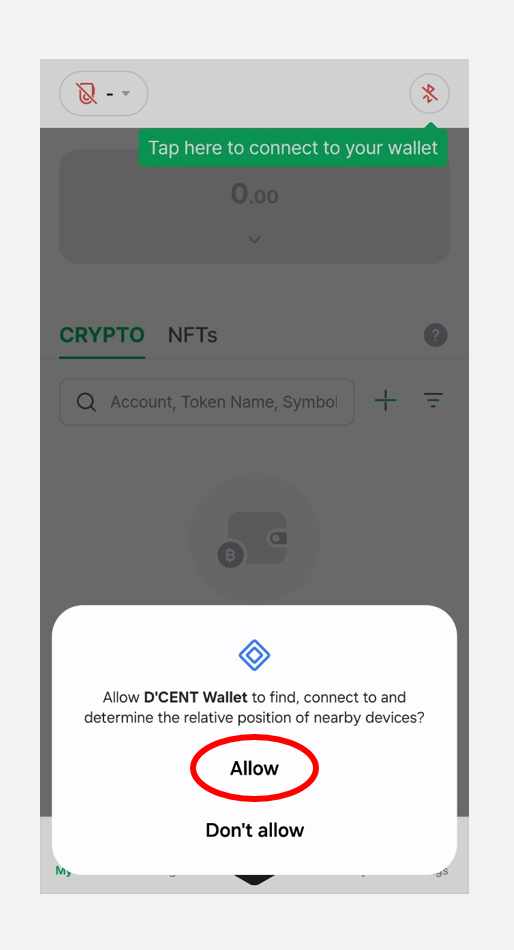 -
Tap here to connect to your wallet
0.00
CRYPTO NFTs ?
Account, Token Name, Symbol
Allow D'CENT Wallet to find, connect to and
determine the relative position of nearby devices?
Allow
Don't allow
My